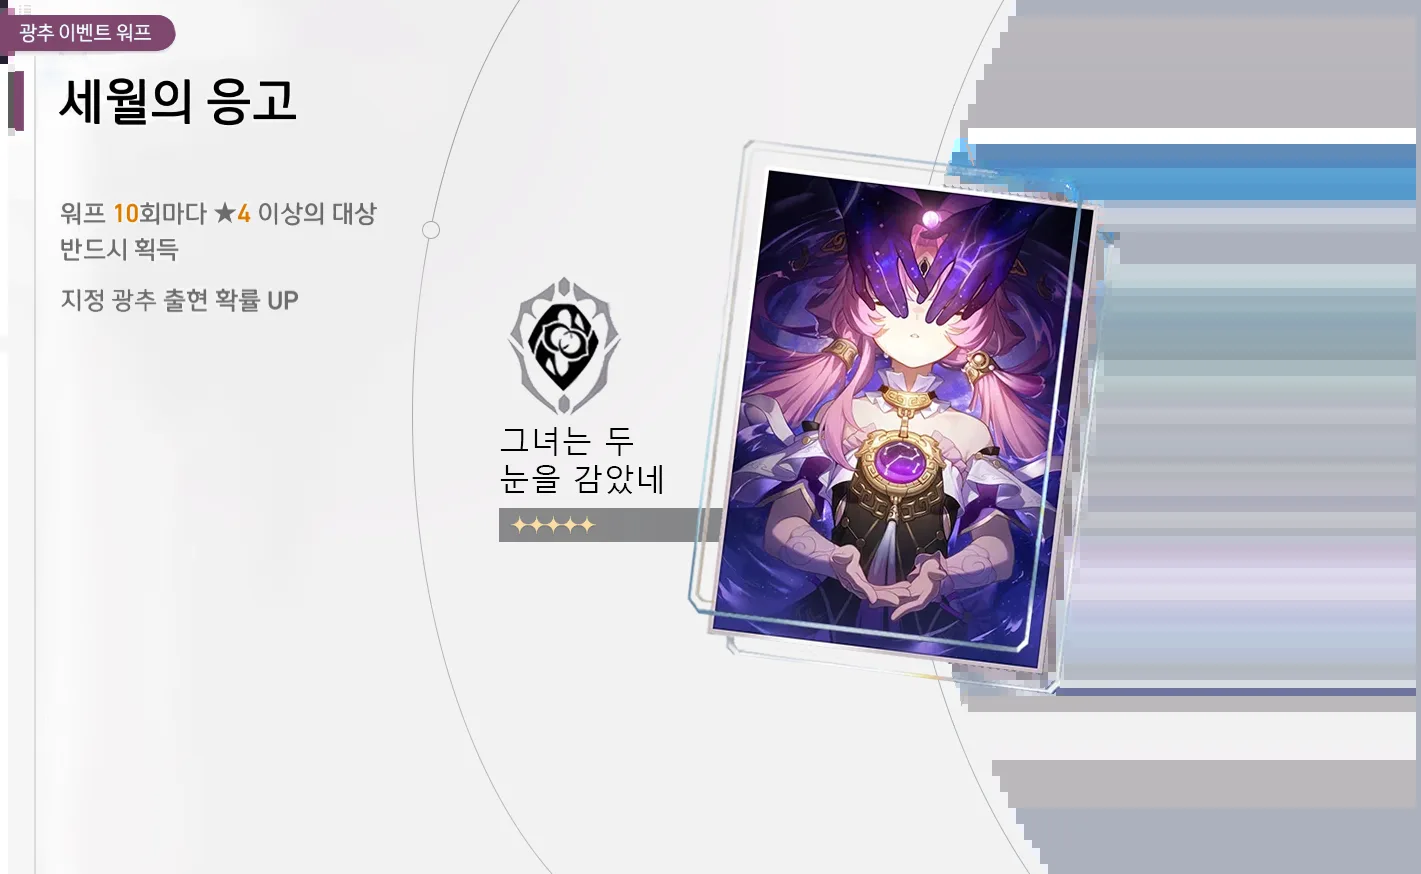 광추 이벤트 워프
세월의 응고
워프 10회마다 ★4 이상의 대상
반드시 획득
지정 광추 출현 확률 UP
그녀는 두
눈을 감았네